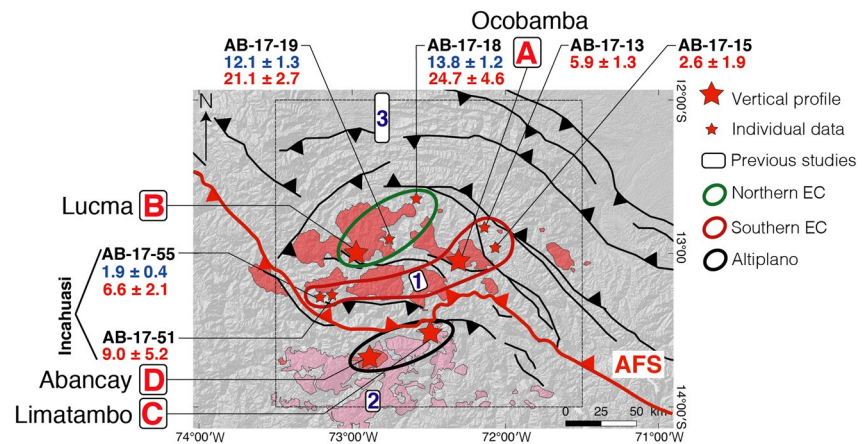 Ocobamba
A
AB-17-19
12.1 ± 1.3
21.1 ± 2.7
AB-17-18
13.8 ± 1.2
24.7 ± 4.6
AB-17-13
5.9 ± 1.3
AB-17-15
2.6 ± 1.9
N
3
12°00'S
Vertical profile
Individual data
Previous studies
Northern EC
Southern EC
Altiplano
Lucma B
13°00
Incahuasi
AB-17-55
1.9 ± 0.4
6.6 ± 2.1
1
AB-17-51
9.0 ± 5.2
AFS
Abancay D
Limatambo C
2
14°00'S
0 25 50 km
74°00'W 73°00'W 72°00'W 71°00'W